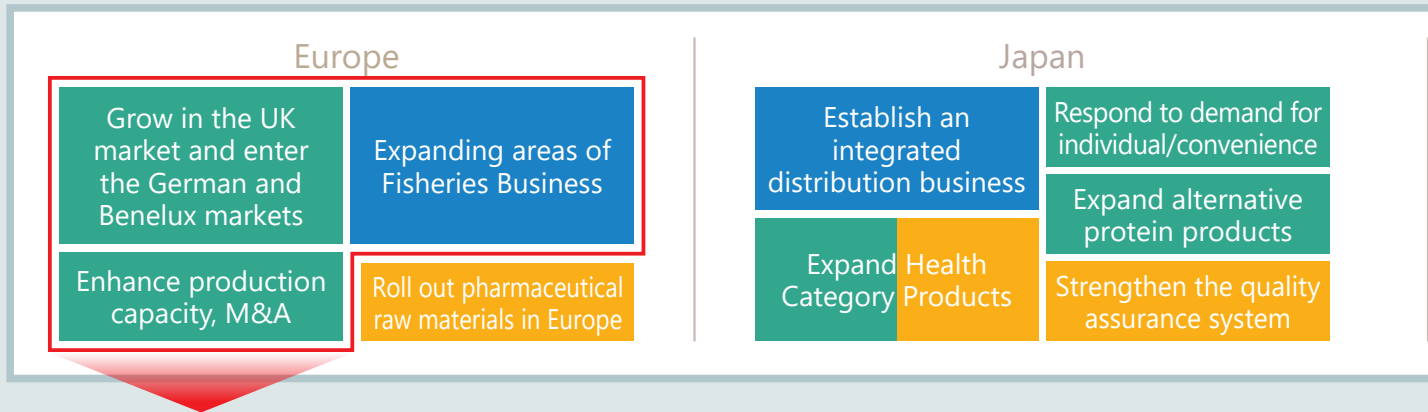 Europe
Grow in the UK
market and enter
the German and
Benelux markets
Expanding areas of
Fisheries Business
Enhance production
capacity, M&A
Roll out pharmaceutical
raw materials in Europe
Japan
Establish an
integrated
distribution business
Respond to demand for
individual/convenience
Expand alternative
protein products
Expand Health
Category Products
Strengthen the quality
assurance system